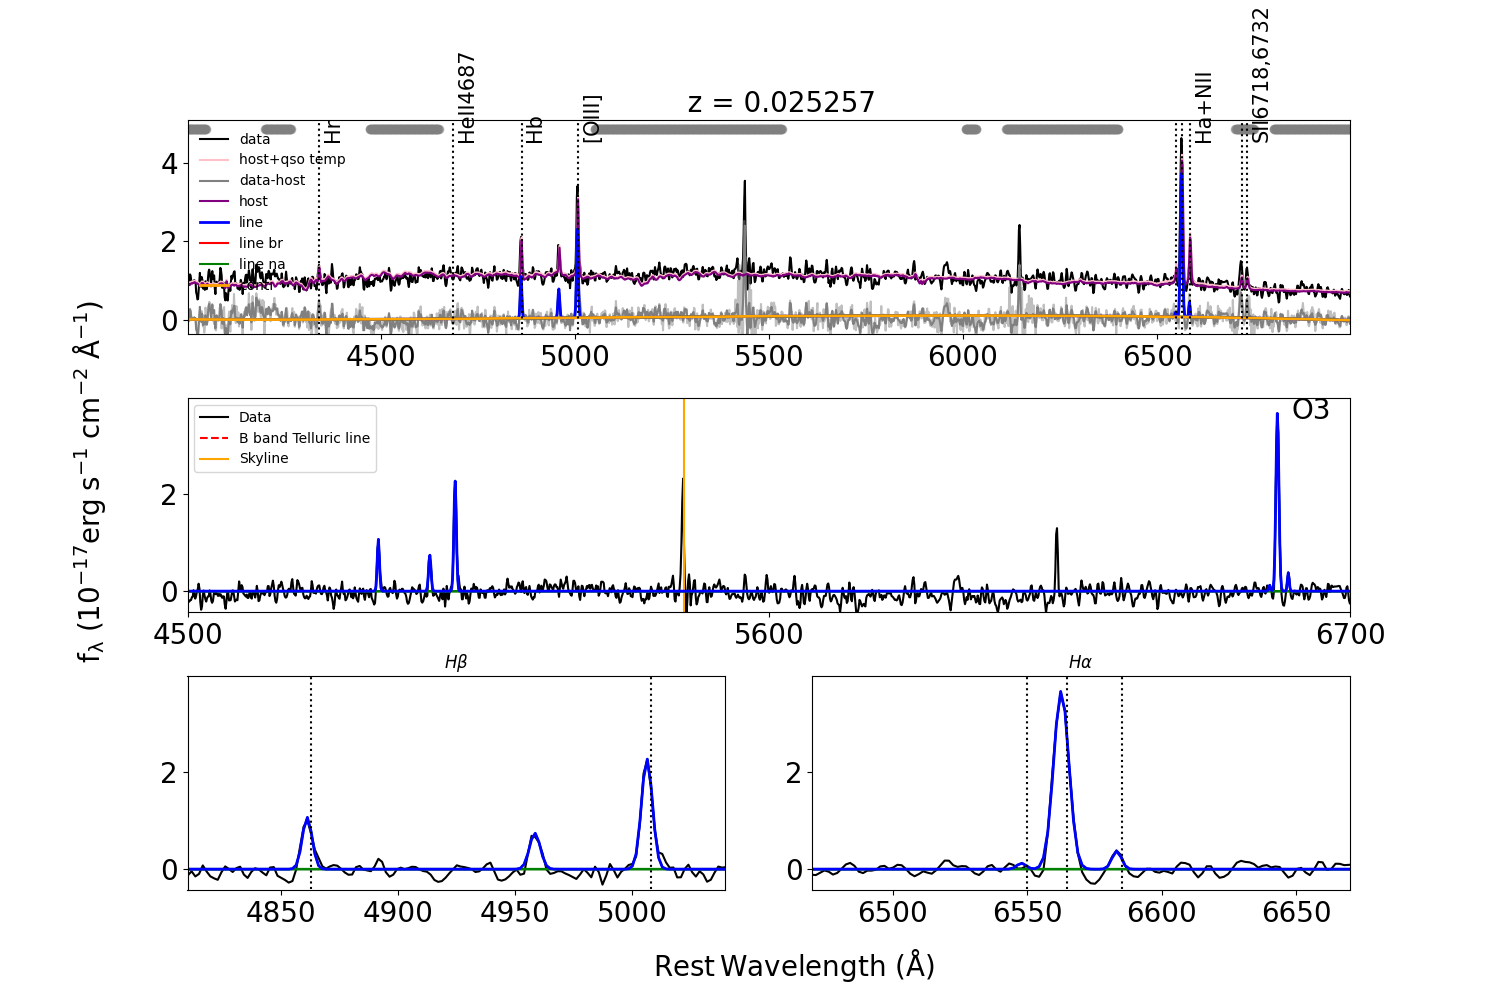 z = 0.025257
Hr
HeII4687
Hb
[OIII]
Ha+NII
SII6718,6732
data
host+qso temp
data-host
host
line
line br
line na
conti
4
2
0
4500 5000 5500 6000 6500
fλ (10⁻¹⁷erg s⁻¹ cm⁻² Å⁻¹)
O3
Data
B band Telluric line
Skyline
2
0
4500 5600 6700
Hβ
2
0
4850 4900 4950 5000
Hα
2
0
6500 6550 6600 6650
Rest Wavelength (Å)